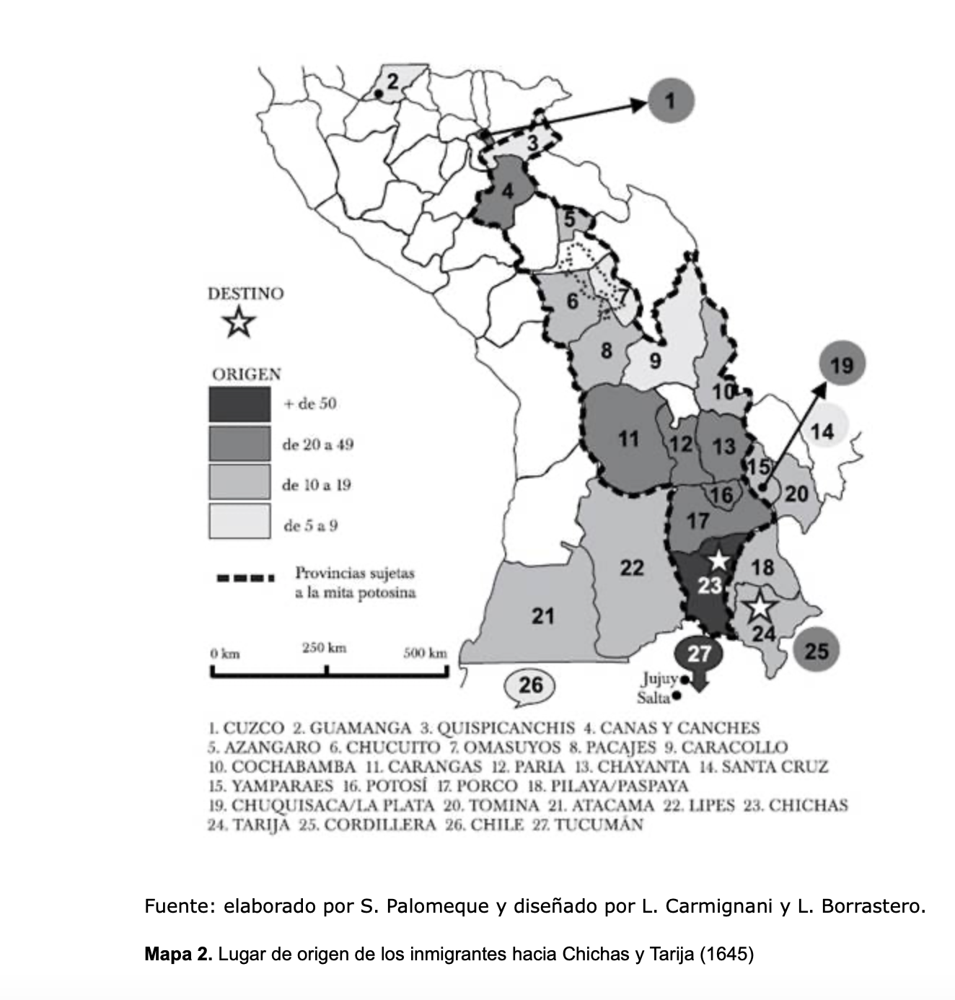 2
1
3
4
5
6
7
8
9
10
11
12
13
14
15
16
17
18
19
20
21
22
23
24
25
26
27
Jujuy
Salta
DESTINO
ORIGEN
+ de 50
de 20 a 49
de 10 a 19
de 5 a 9
Provincias sujetas
a la mita potosina
0 km 250 km 500 km
1. CUZCO 2. GUAMANGA 3. QUISPICANCHIS 4. CANAS Y CANCHES
5. AZANGARO 6. CHUCUITO 7. OMASUYOS 8. PACAJES 9. CARACOLLO
10. COCHABAMBA 11. CARANGAS 12. PARIA 13. CHAYANTA 14. SANTA CRUZ
15. YAMPARAES 16. POTOSÍ 17. PORCO 18. PILAYA/PASPAYA
19. CHUQUISACA/LA PLATA 20. TOMINA 21. ATACAMA 22. LIPES 23. CHICHAS
24. TARIJA 25. CORDILLERA 26. CHILE 27. TUCUMÁN
Fuente: elaborado por S. Palomeque y diseñado por L. Carmignani y L. Borrastero.
Mapa 2. Lugar de origen de los inmigrantes hacia Chichas y Tarija (1645)